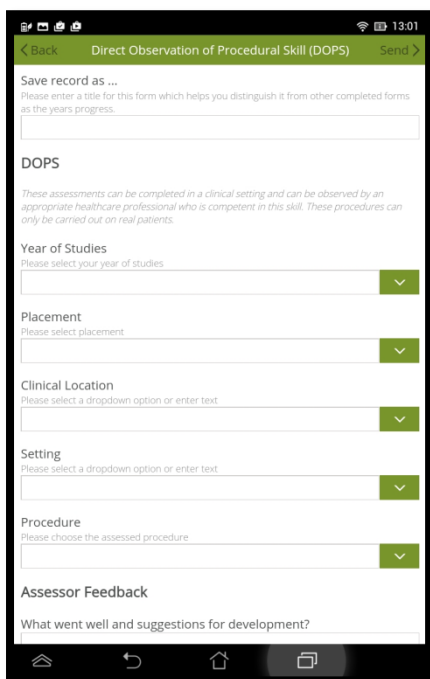 13:01
Back Direct Observation of Procedural Skill (DOPS) Send
Save record as ...
Please enter a title for this form which helps you distinguish it from other completed forms
as the years progress.
DOPS
These assessments can be completed in a clinical setting and can be observed by an
appropriate healthcare professional who is competent in this skill. These procedures can
only be carried out on real patients.
Year of Studies
Please select your year of studies
Placement
Please select placement
Clinical Location
Please select a dropdown option or enter text
Setting
Please select a dropdown option or enter text
Procedure
Please choose the assessed procedure
Assessor Feedback
What went well and suggestions for development?